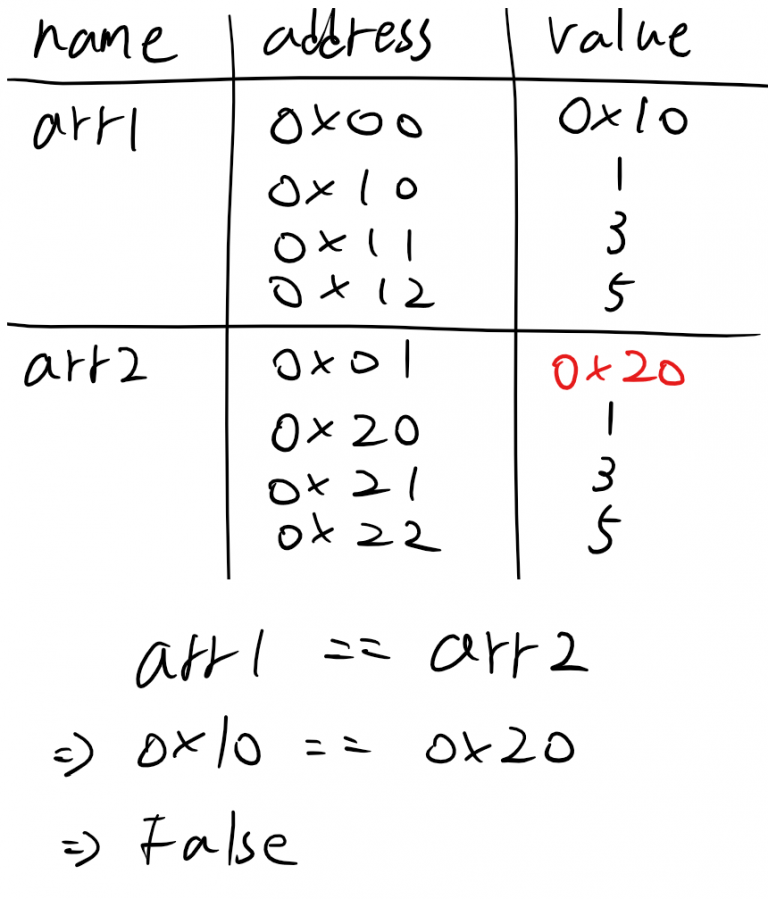 name address value
arr1 0x00 0x10
0x10 1
0x11 3
0x12 5
arr2 0x01 0x20
0x20 1
0x21 3
0x22 5
arr1 == arr2
=> 0x10 == 0x20
=> False